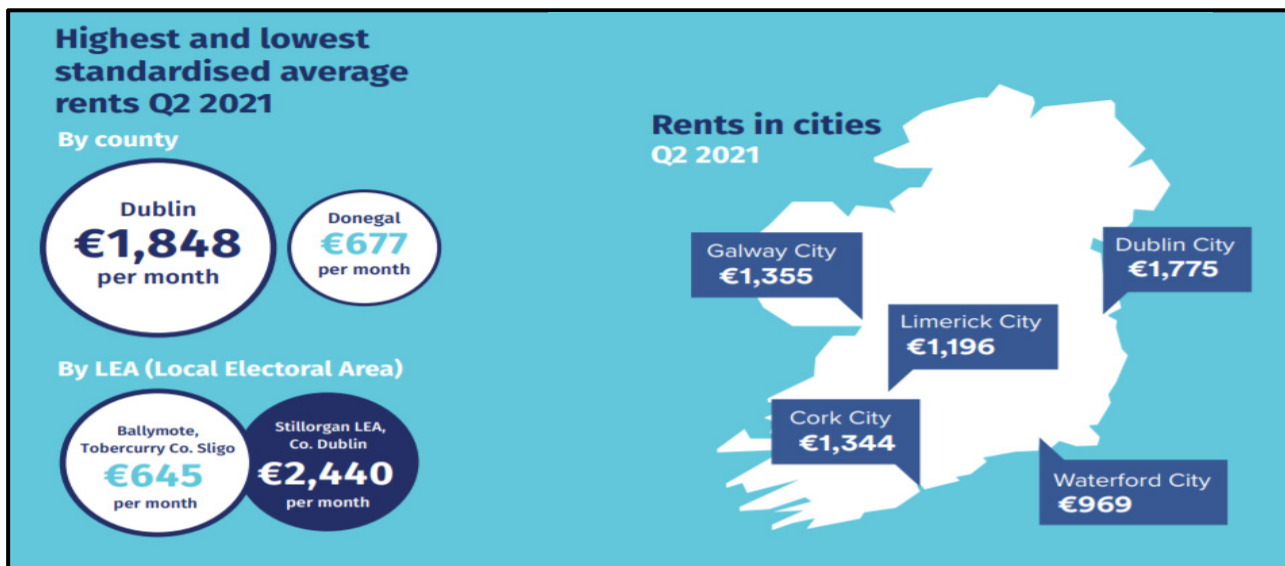 Highest and lowest
standardised average
rents Q2 2021
By county
Dublin
€1,848
per month
Donegal
€677
per month
By LEA (Local Electoral Area)
Ballymote,
Tobercurry Co. Sligo
€645
per month
Stillorgan LEA,
Co. Dublin
€2,440
per month
Rents in cities
Q2 2021
Galway City
€1,355
Dublin City
€1,775
Limerick City
€1,196
Cork City
€1,344
Waterford City
€969